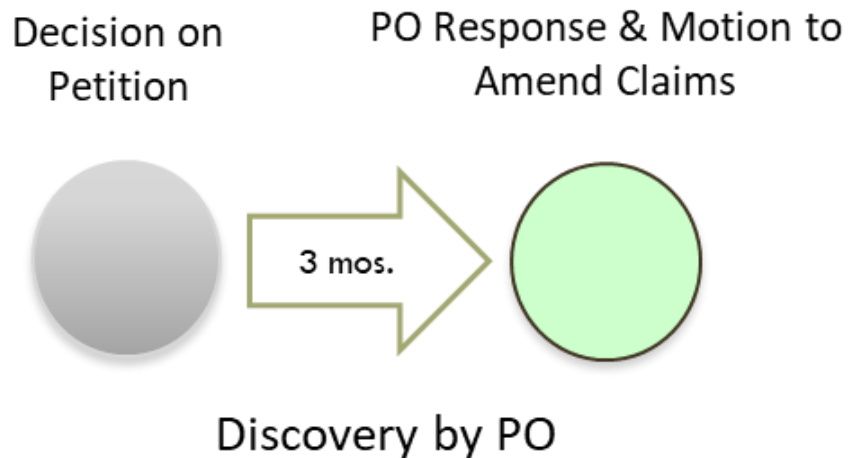 Decision on
Petition
PO Response & Motion to
Amend Claims
3 mos.
Discovery by PO